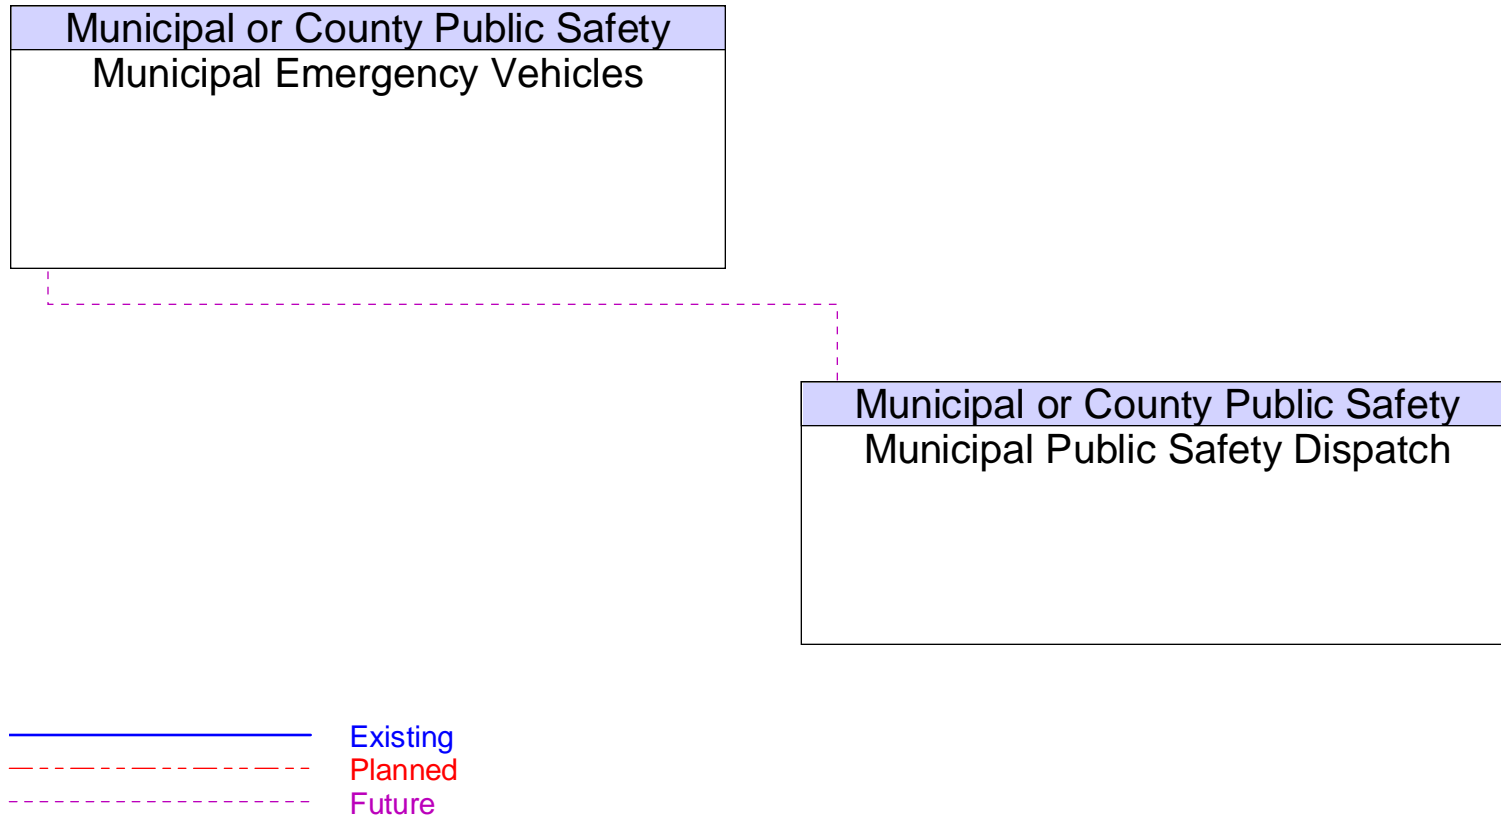 Municipal or County Public Safety
Municipal Emergency Vehicles
Municipal or County Public Safety
Municipal Public Safety Dispatch
Existing
Planned
Future